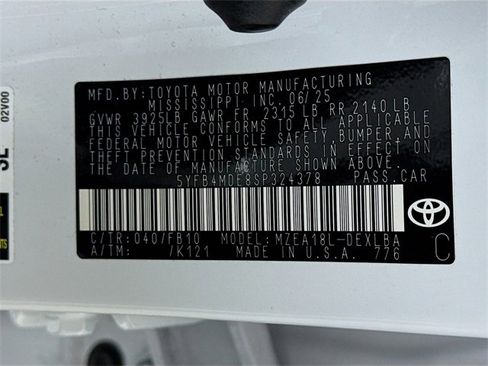 MFD.BY:TOYOTA MOTOR MANUFACTURING
MISSISSIPPI INC. 06/25
GVWR 3925LB GAWR FR 2315LB RR 2140LB
THIS VEHICLE CONFORMS TO ALL APPLICABLE
FEDERAL MOTOR VEHICLE SAFETY, BUMPER, AND
THEFT PREVENTION STANDARDS IN EFFECT ON
THE DATE OF MANUFACTURE SHOWN ABOVE.
5YFB4MDE8SP324378 PASS.CAR
C/TR:040/FB10 MODEL:MZEA18L-DEXLBA
A/TM: /K121 MADE IN U.S.A. 776
C
02V00